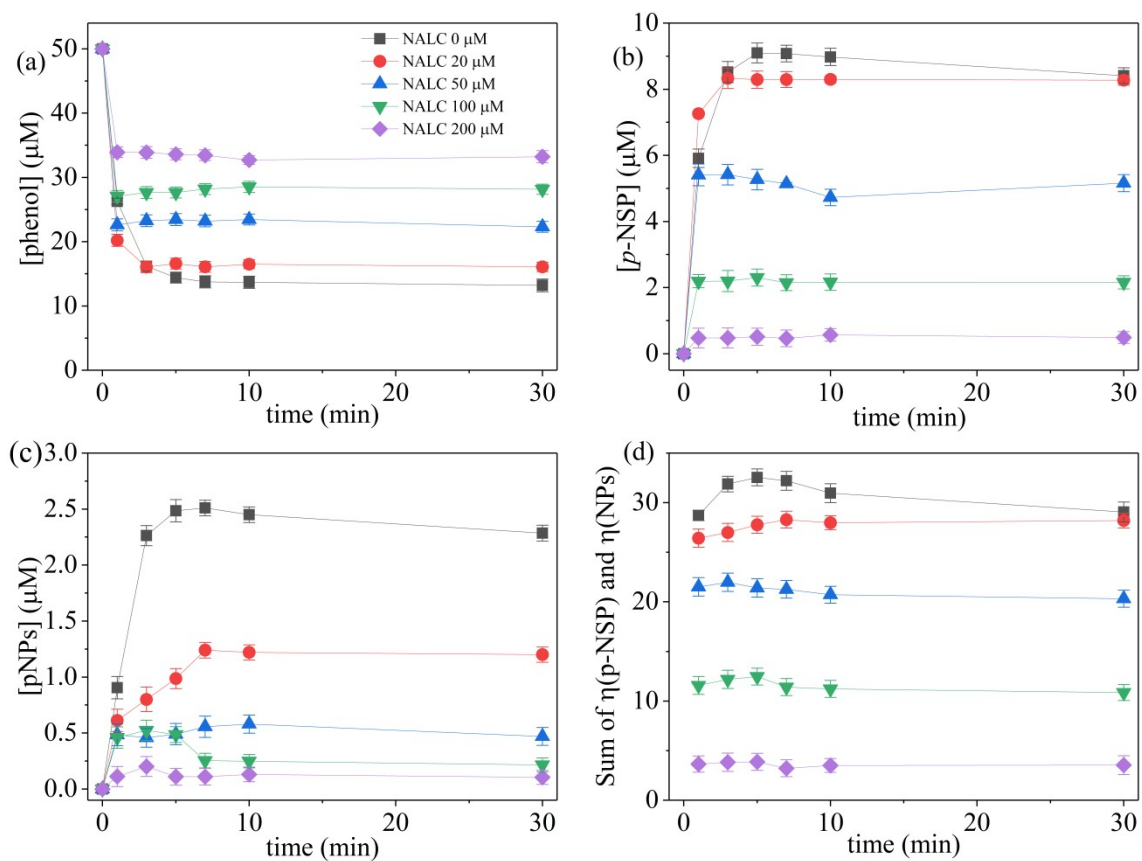 (a)
50
40
30
20
10
0
[phenol] (μM)
NALC 0 μM
NALC 20 μM
NALC 50 μM
NALC 100 μM
NALC 200 μM
0 10 20 30
time (min)
(b)
10
8
6
4
2
0
[p-NSP] (μM)
0 10 20 30
time (min)
(c)
3.0
2.5
2.0
1.5
1.0
0.5
0.0
[pNPs] (μM)
0 10 20 30
time (min)
(d)
30
20
10
0
Sum of η(p-NSP) and η(NPs)
0 10 20 30
time (min)